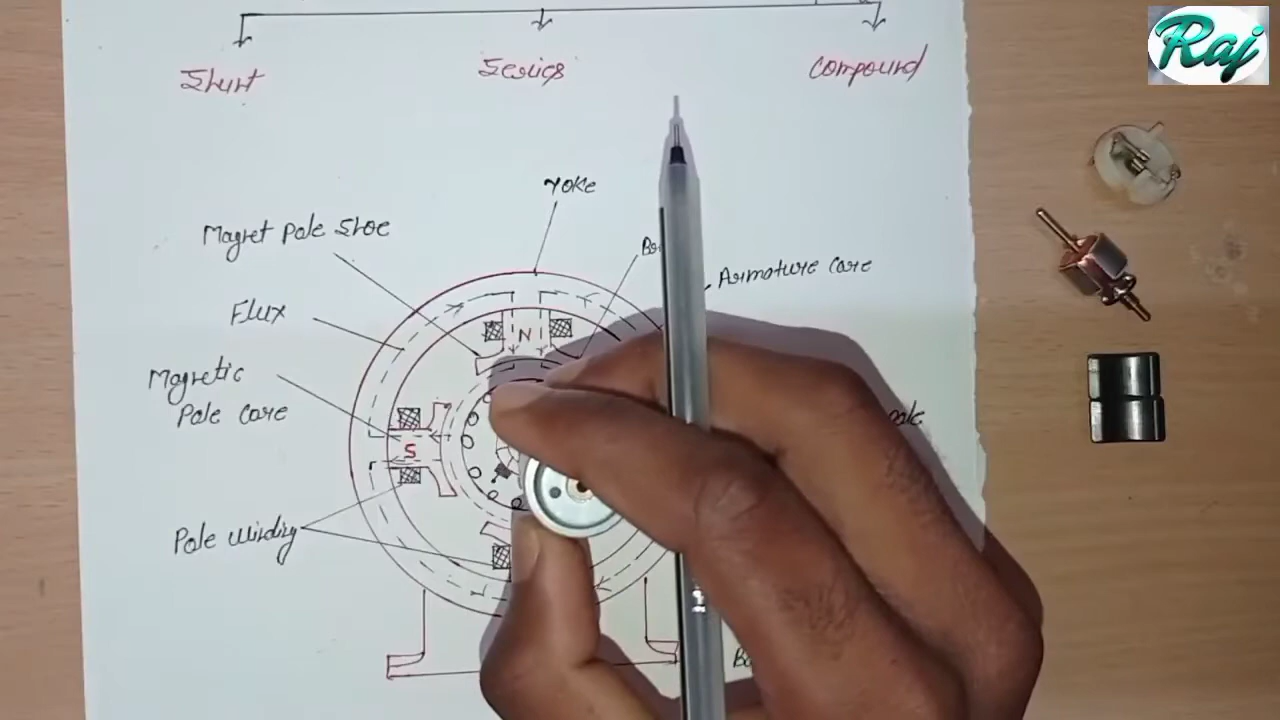 Raj
Shunt
Series
Compound
Yoke
Magnet Pole Shoe
Armature Core
Flux
N
Magnetic
Pole Core
S
Pole Winding